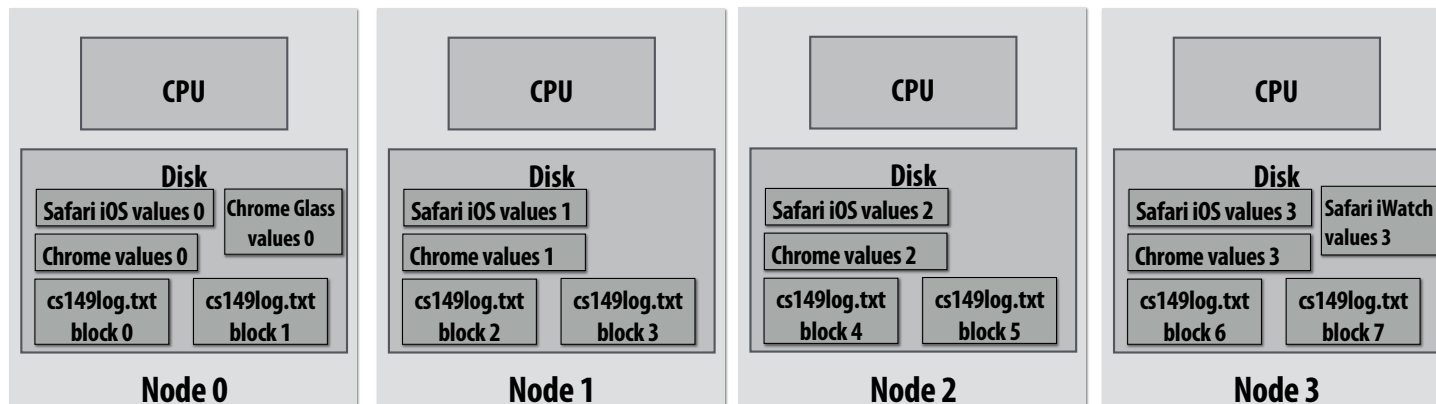 CPU
Disk
Safari iOS values 0
Chrome Glass
values 0
Chrome values 0
cs149log.txt
block 0
cs149log.txt
block 1
Node 0
CPU
Disk
Safari iOS values 1
Chrome values 1
cs149log.txt
block 2
cs149log.txt
block 3
Node 1
CPU
Disk
Safari iOS values 2
Chrome values 2
cs149log.txt
block 4
cs149log.txt
block 5
Node 2
CPU
Disk
Safari iOS values 3
Safari iWatch
values 3
Chrome values 3
cs149log.txt
block 6
cs149log.txt
block 7
Node 3